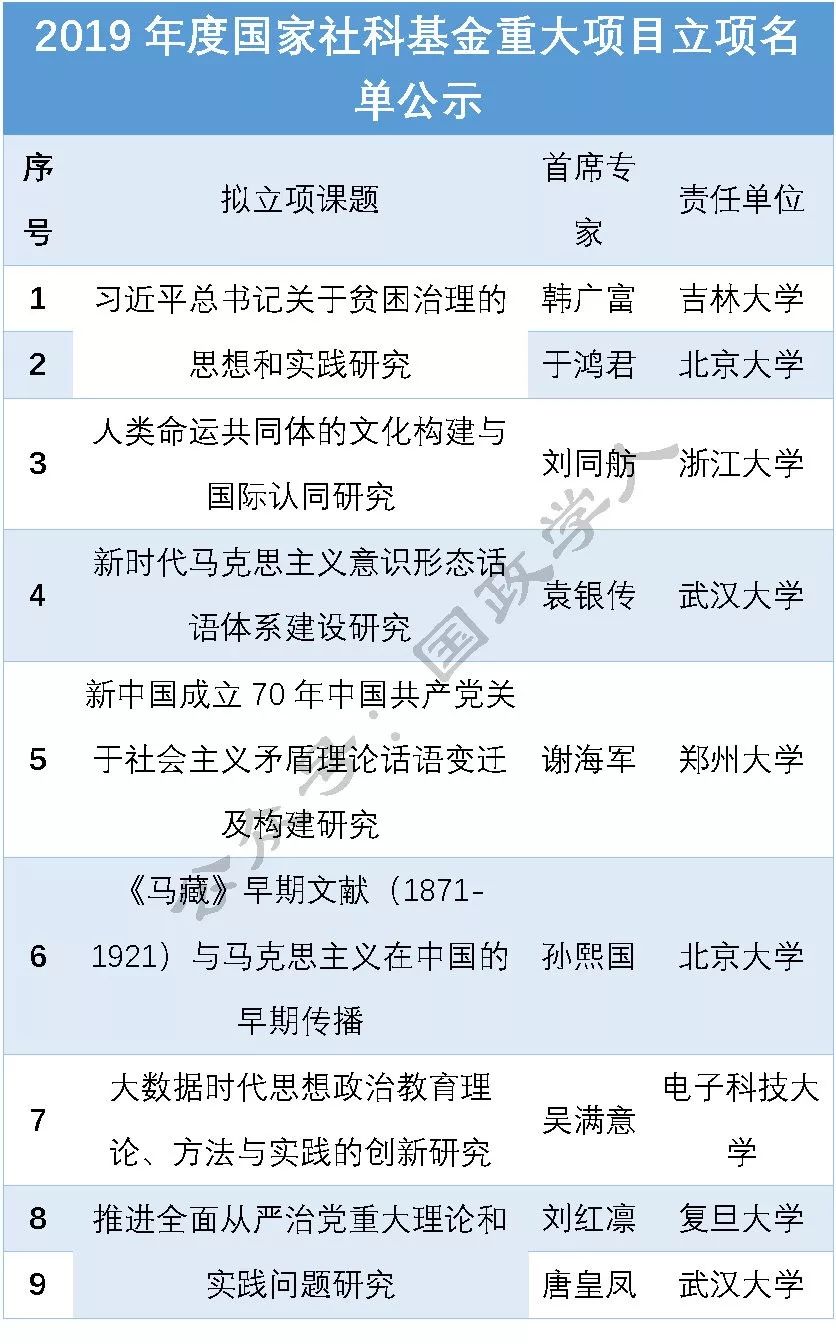 2019 年度国家社科基金重大项目立项名
单公示
序
号
拟立项课题
首席专
家
责任单位
1
习近平总书记关于贫困治理的
思想和实践研究
韩广富
吉林大学
2
于鸿君
北京大学
3
人类命运共同体的文化构建与
国际认同研究
刘同舫
浙江大学
4
新时代马克思主义意识形态话
语体系建设研究
袁银传
武汉大学
5
新中国成立 70 年中国共产党关
于社会主义矛盾理论话语变迁
及构建研究
谢海军
郑州大学
6
《马藏》早期文献（1871-
1921）与马克思主义在中国的
早期传播
孙熙国
北京大学
7
大数据时代思想政治教育理
论、方法与实践的创新研究
吴满意
电子科技大
学
8
推进全面从严治党重大理论和
实践问题研究
刘红凛
复旦大学
9
唐皇凤
武汉大学
公众号：国政学人